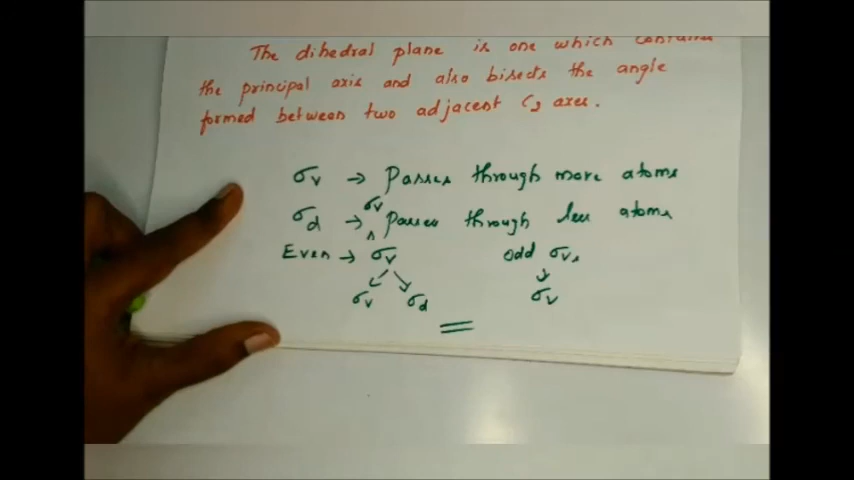 The dihedral plane is one which contains
the principal axis and also bisects the angle
formed between two adjacent C2 axes.
σv → Passes through more atoms
σd → σv ^ passes through less atoms
Even → σv odd σvs
↙ ↘ ↓
σv σd σv